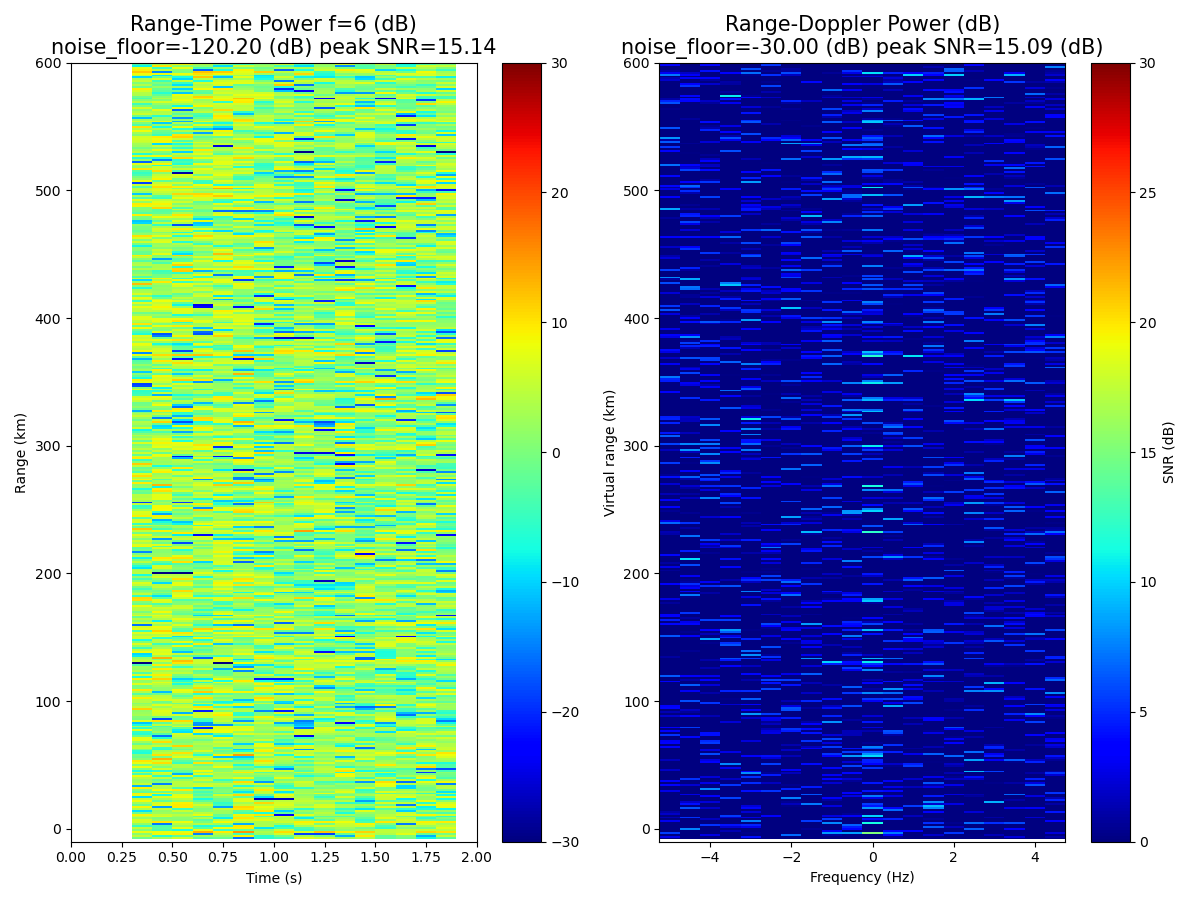 Range-Time Power f=6 (dB)
noise_floor=-120.20 (dB) peak SNR=15.14
Range-Doppler Power (dB)
noise_floor=-30.00 (dB) peak SNR=15.09 (dB)
600
500
400
300
200
100
0
Range (km)
0.00 0.25 0.50 0.75 1.00 1.25 1.50 1.75 2.00
Time (s)
30
20
10
0
−10
−20
−30
600
500
400
300
200
100
0
Virtual range (km)
−4 −2 0 2 4
Frequency (Hz)
30
25
20
15
10
5
0
SNR (dB)